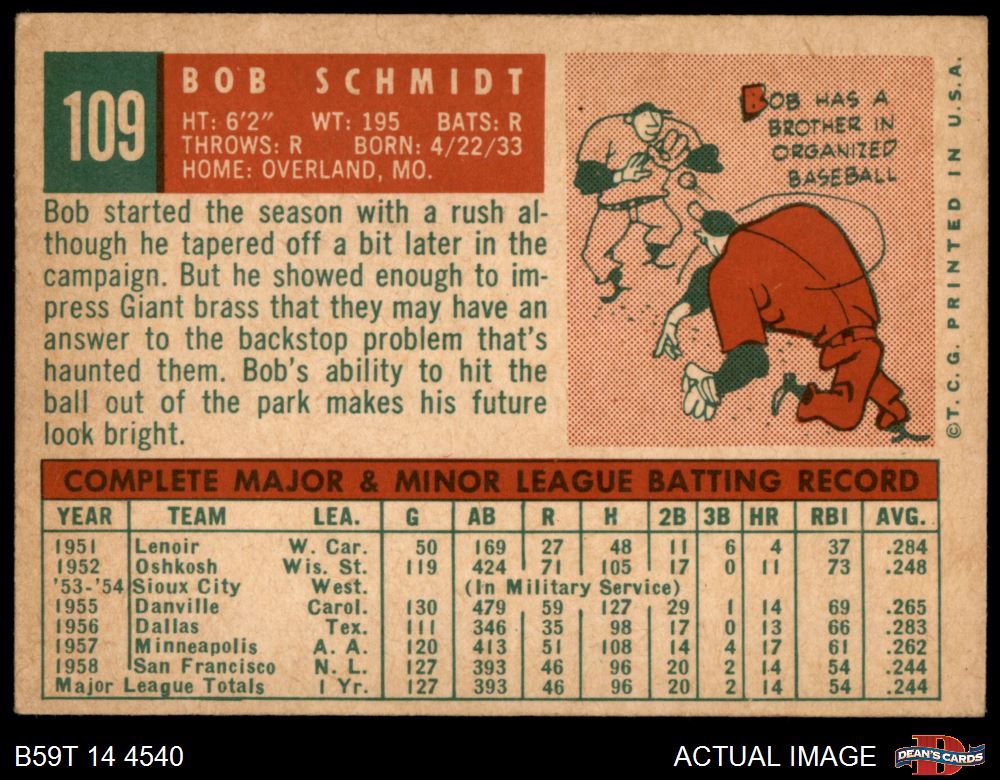 109
BOB SCHMIDT
HT: 6'2" WT: 195 BATS: R
THROWS: R BORN: 4/22/33
HOME: OVERLAND, MO.
Bob started the season with a rush al-
though he tapered off a bit later in the
campaign. But he showed enough to im-
press Giant brass that they may have an
answer to the backstop problem that's
haunted them. Bob's ability to hit the
ball out of the park makes his future
look bright.
BOB HAS A
BROTHER IN
ORGANIZED
BASEBALL
©T.C.G. PRINTED IN U.S.A.
COMPLETE MAJOR & MINOR LEAGUE BATTING RECORD
YEAR TEAM LEA. G AB R H 2B 3B HR RBI AVG.
1951 Lenoir W. Car. 50 169 27 48 11 6 4 37 .284
1952 Oshkosh Wis. St. 119 424 71 105 17 0 11 73 .248
'53-'54 Sioux City West. (In Military Service)
1955 Danville Carol. 130 479 59 127 29 1 14 69 .265
1956 Dallas Tex. 111 346 35 98 17 0 13 66 .283
1957 Minneapolis A. A. 120 413 51 108 14 4 17 61 .262
1958 San Francisco N. L. 127 393 46 96 20 2 14 54 .244
Major League Totals 1 Yr. 127 393 46 96 20 2 14 54 .244
B59T 14 4540
ACTUAL IMAGE
DEAN'S CARDS